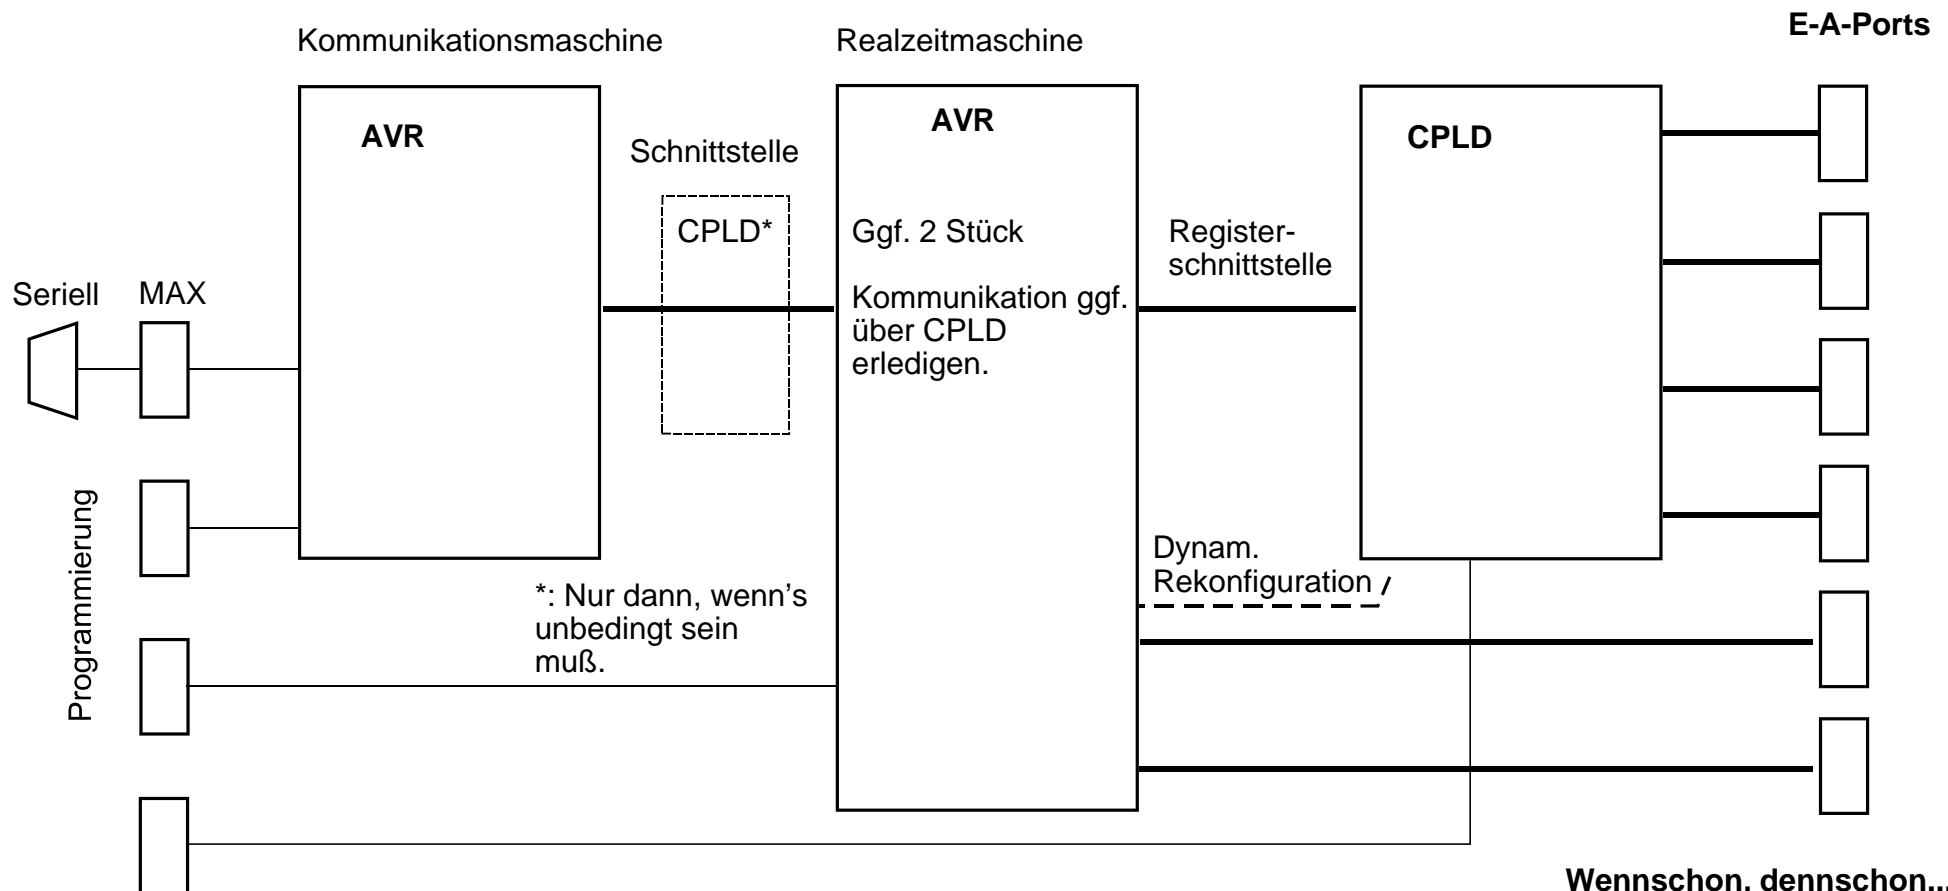 E-A-Ports
Kommunikationsmaschine
Realzeitmaschine
AVR
AVR
CPLD
Schnittstelle
CPLD*
Ggf. 2 Stück
Kommunikation ggf.
über CPLD
erledigen.
Register-
schnittstelle
Seriell
MAX
Programmierung
Dynam.
Rekonfiguration
*: Nur dann, wenn’s
unbedingt sein
muß.
Wennschon, dennschon...